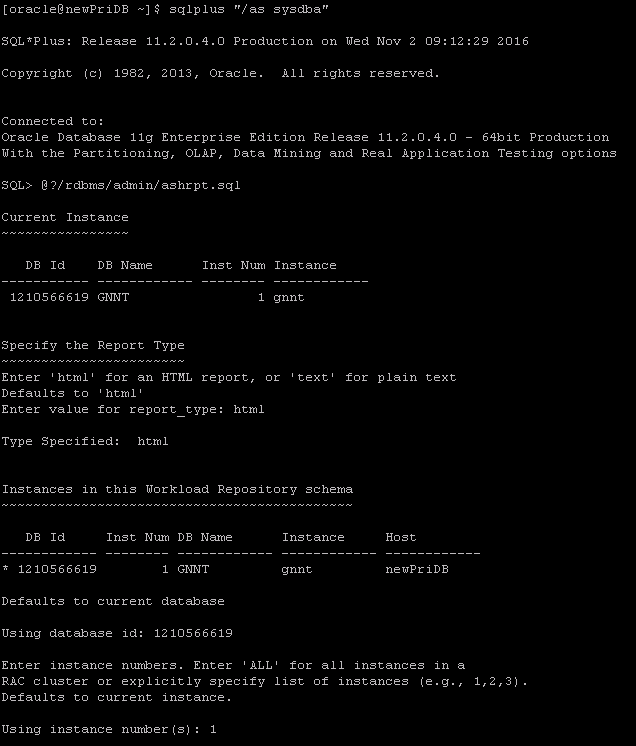 [oracle@newPriDB ~]$ sqlplus "/as sysdba"
SQL*Plus: Release 11.2.0.4.0 Production on Wed Nov 2 09:12:29 2016
Copyright (c) 1982, 2013, Oracle.  All rights reserved.
Connected to:
Oracle Database 11g Enterprise Edition Release 11.2.0.4.0 - 64bit Production
With the Partitioning, OLAP, Data Mining and Real Application Testing options
SQL> @?/rdbms/admin/ashrpt.sql
Current Instance
~~~~~~~~~~~~~~~~
   DB Id    DB Name      Inst Num Instance
----------- ------------ -------- ------------
 1210566619 GNNT                1 gnnt
Specify the Report Type
~~~~~~~~~~~~~~~~~~~~~~~
Enter 'html' for an HTML report, or 'text' for plain text
Defaults to 'html'
Enter value for report_type: html
Type Specified:  html
Instances in this Workload Repository schema
~~~~~~~~~~~~~~~~~~~~~~~~~~~~~~~~~~~~~~~~~~~~
   DB Id     Inst Num DB Name      Instance     Host
------------ -------- ------------ ------------ ------------
* 1210566619        1 GNNT         gnnt         newPriDB
Defaults to current database
Using database id: 1210566619
Enter instance numbers. Enter 'ALL' for all instances in a
RAC cluster or explicitly specify list of instances (e.g., 1,2,3).
Defaults to current instance.
Using instance number(s): 1